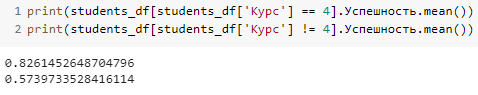 1 print(students_df[students_df['Курс'] == 4].Успешность.mean())
2 print(students_df[students_df['Курс'] != 4].Успешность.mean())
0.8261452648704796
0.5739733528416114